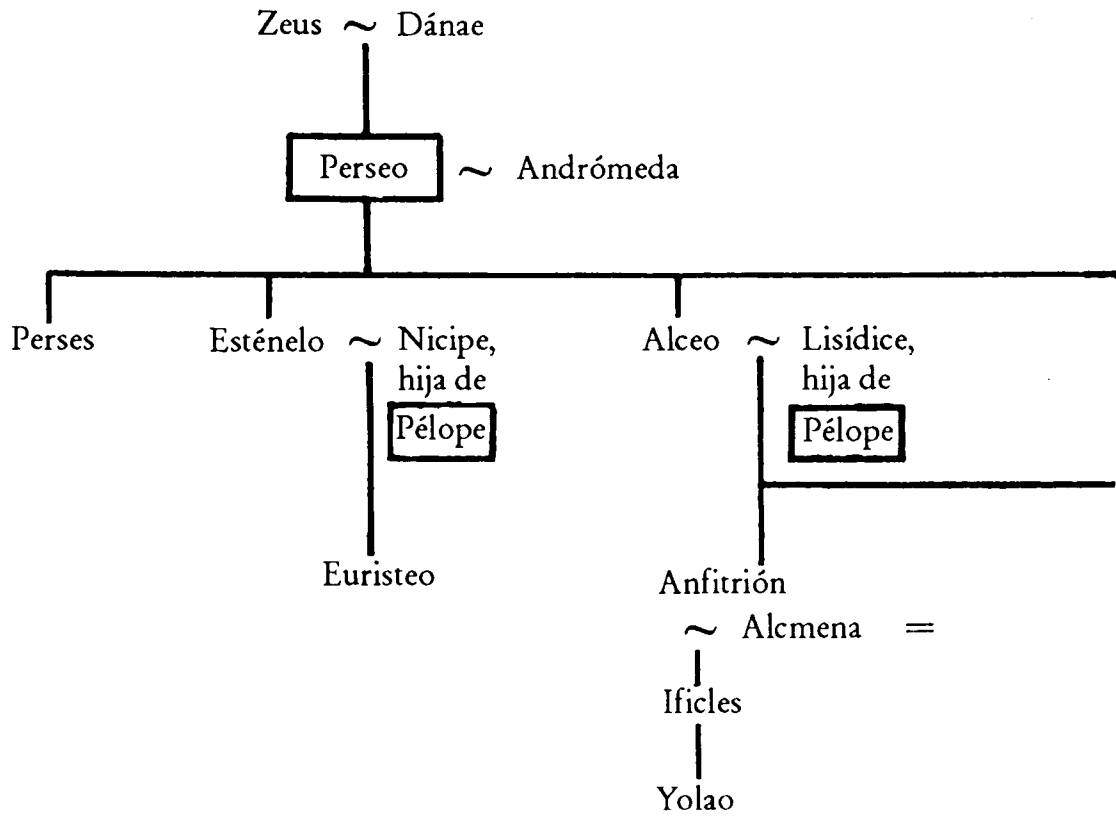 Zeus ~ Dánae
Perseo ~ Andrómeda
Perses Esténelo ~ Nicipe, Alceo ~ Lisídice,
hija de hija de
Pélope Pélope
Euristeo Anfitrión
~ Alcmena =
Ificles
Yolao